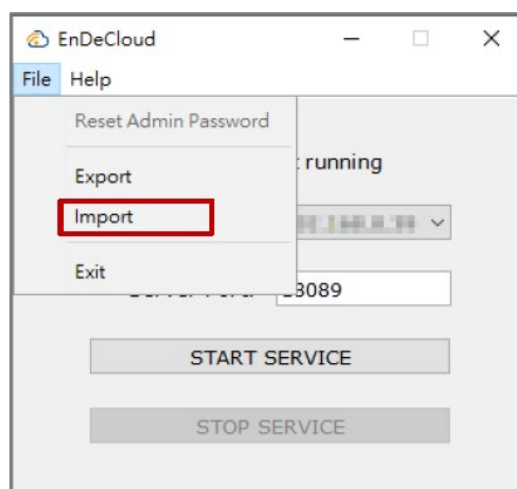 EnDeCloud
File Help
Reset Admin Password
Export
running
Import
Exit
3089
START SERVICE
STOP SERVICE